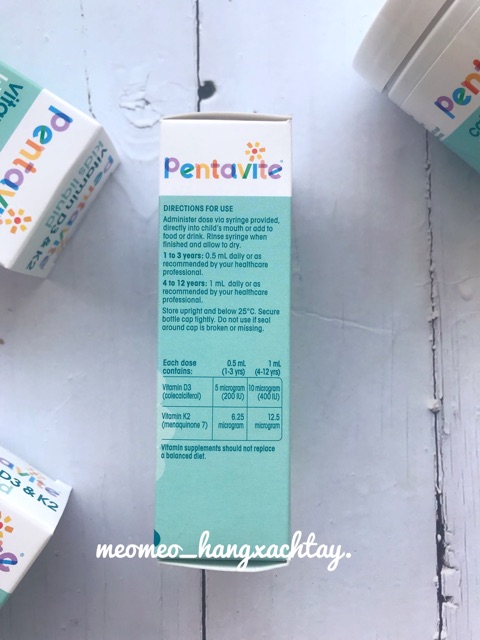 Pentavite
DIRECTIONS FOR USE
Administer dose via syringe provided,
directly into child's mouth or add to
food or drink. Rinse syringe when
finished and allow to dry.
1 to 3 years: 0.5 mL daily or as
recommended by your healthcare
professional.
4 to 12 years: 1 mL daily or as
recommended by your healthcare
professional.
Store upright and below 25°C. Secure
bottle cap tightly. Do not use if seal
around cap is broken or missing.
Each dose 0.5 mL 1 mL
contains: (1-3 yrs) (4-12 yrs)
Vitamin D3 5 microgram 10 microgram
(colecalciferol) (200 IU) (400 IU)
Vitamin K2 6.25 12.5
(menaquinone 7) microgram microgram
Vitamin supplements should not replace
a balanced diet.
meomeo_hangxachtay.
Pentavite
vitamin D3 & K2
Kids liquid
D3 & K2
Penta